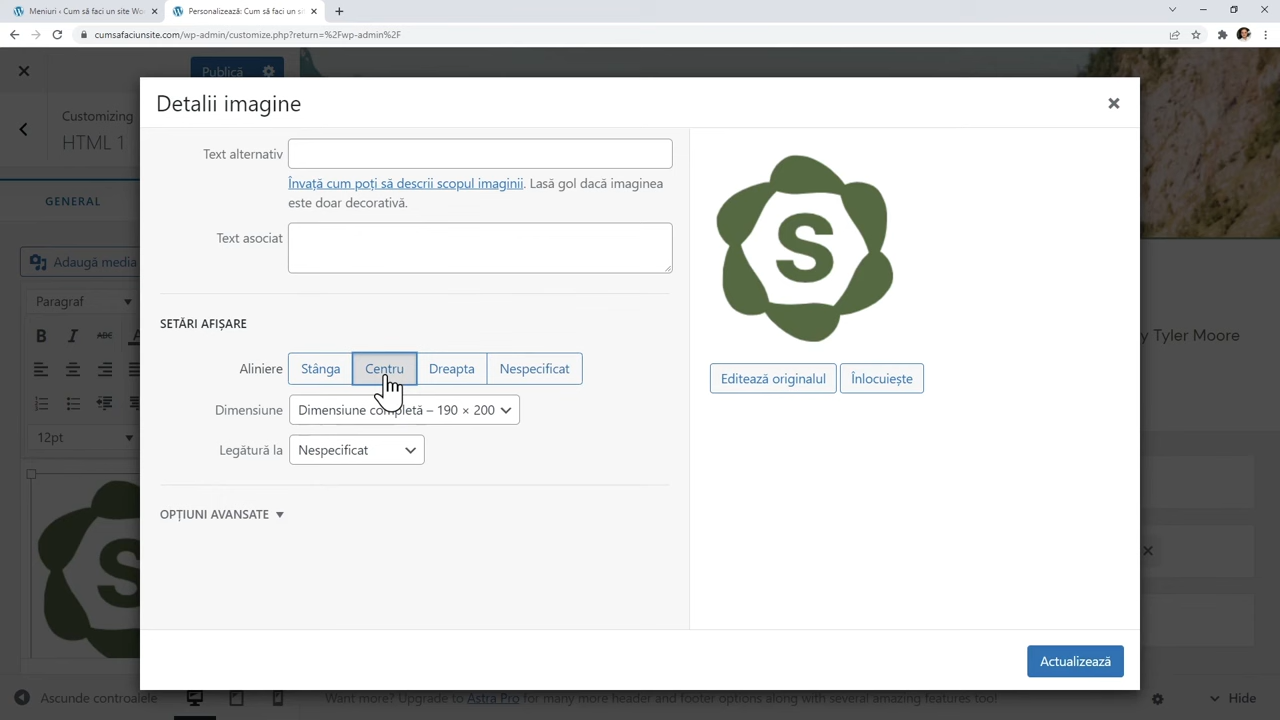 Meniuri ‹ Cum să faci un site Wo
Personalizează: Cum să faci un sit
cumsafaciunsite.com/wp-admin/customize.php?return=%2Fwp-admin%2F
Publică
Customizing
HTML 1
GENERAL
Adaugă media
Paragraf
B I ABC A
12pt
Detalii imagine
Text alternativ
Învață cum poți să descrii scopul imaginii. Lasă gol dacă imaginea
este doar decorativă.
Text asociat
SETĂRI AFIȘARE
Aliniere Stânga Centru Dreapta Nespecificat
Dimensiune Dimensiune completă – 190 × 200
Legătură la Nespecificat
OPȚIUNI AVANSATE
S
Editează originalul Înlocuiește
y Tyler Moore
Actualizează
Ascunde controalele
Want more? Upgrade to Astra Pro for many more header and footer options along with several amazing features too!
Hide